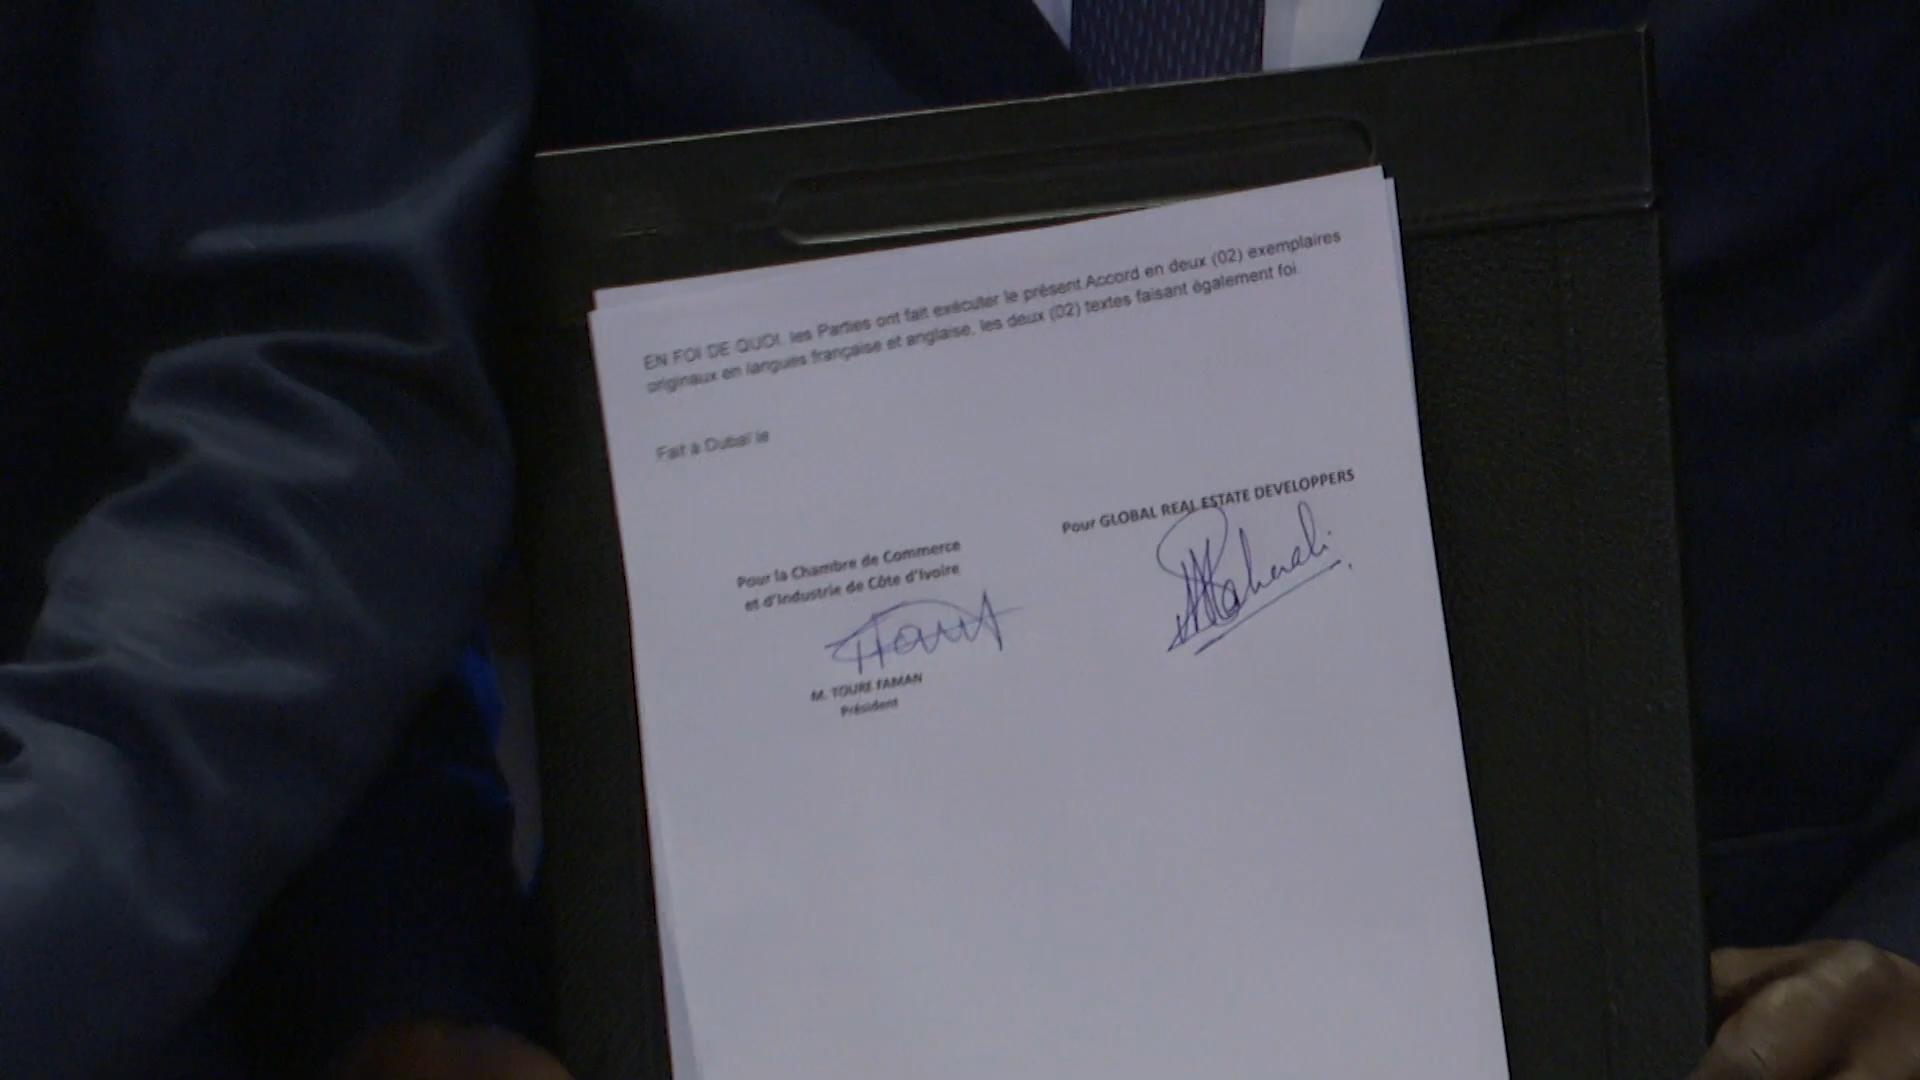 EN FOI DE QUOI, les Parties ont fait exécuter le présent Accord en deux (02) exemplaires
originaux en langues française et anglaise, les deux (02) textes faisant également foi.
Fait à Dubaï le
Pour la Chambre de Commerce
et d'Industrie de Côte d'Ivoire
M. TOURE FAMAN
Président
Pour GLOBAL REAL ESTATE DEVELOPPERS